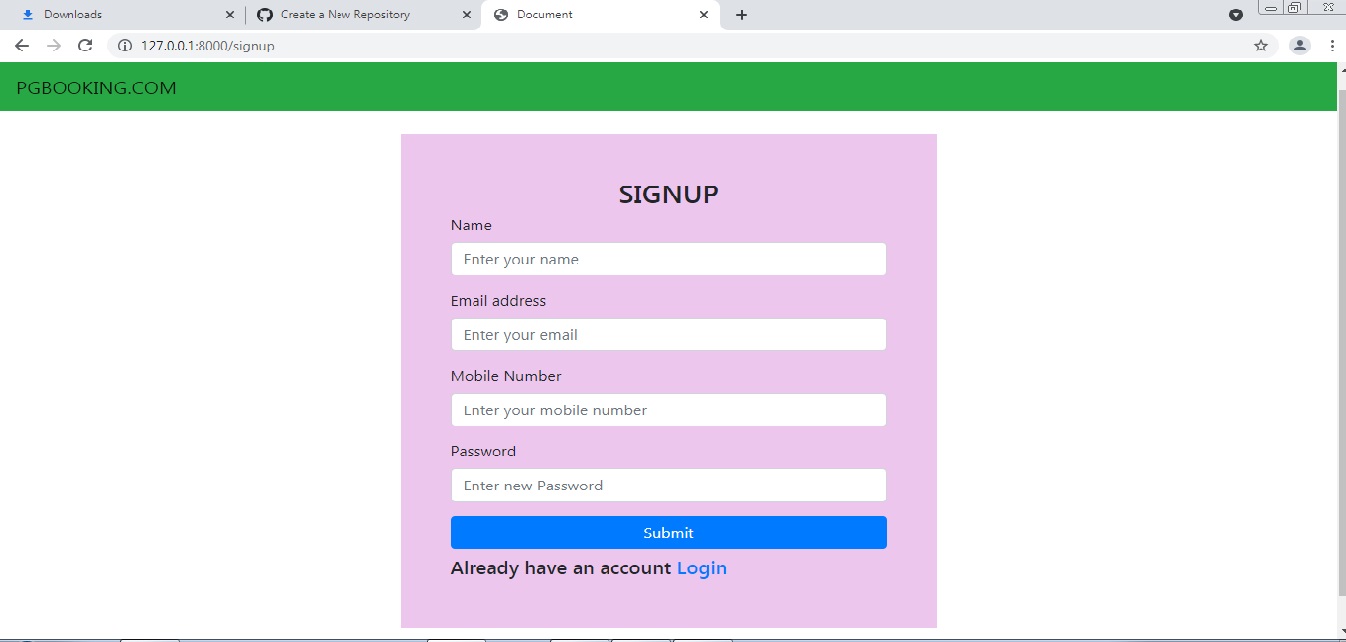 Downloads
Create a New Repository
Document
127.0.0.1:8000/signup
PGBOOKING.COM
SIGNUP
Name
Enter your name
Email address
Enter your email
Mobile Number
Enter your mobile number
Password
Enter new Password
Submit
Already have an account Login